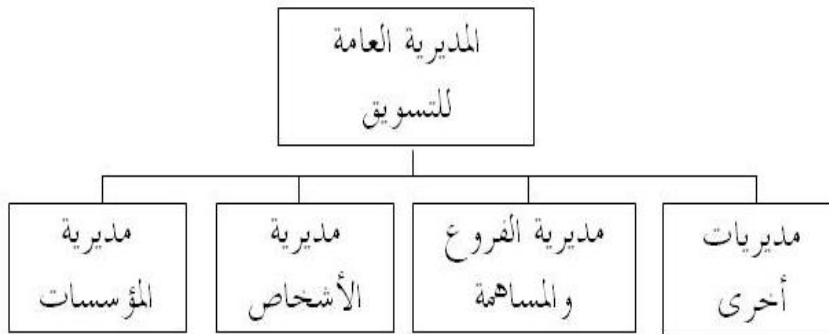 المديرية العامة
للتسويق
مديريات
أخرى
مديرية الفروع
والمساهمة
مديرية
الأشخاص
مديرية
المؤسسات